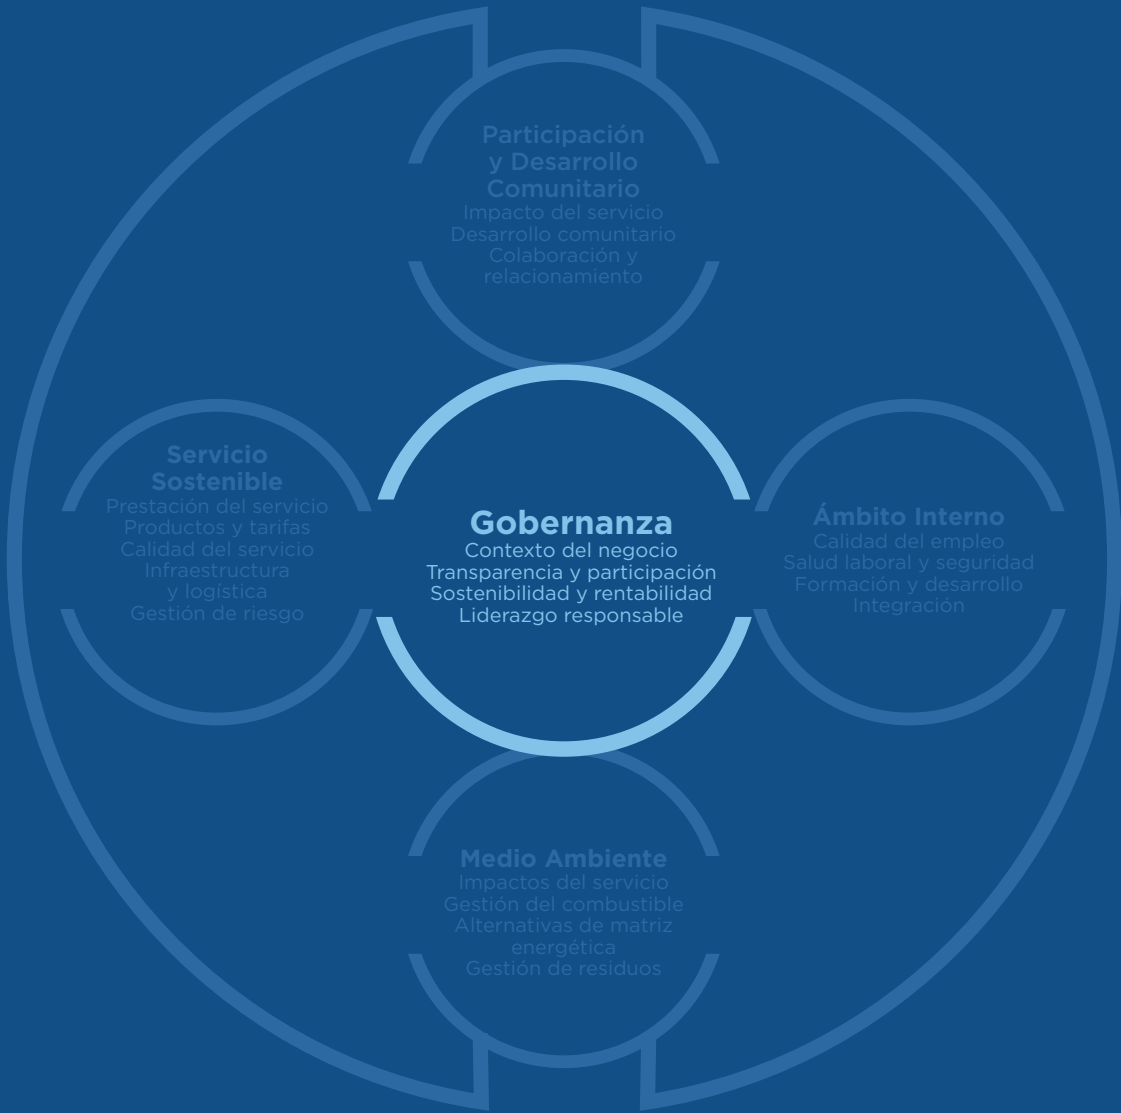 Participación
y Desarrollo
Comunitario
Impacto del servicio
Desarrollo comunitario
Colaboración y
relacionamiento
Servicio
Sostenible
Prestación del servicio
Productos y tarifas
Calidad del servicio
Infraestructura
y logística
Gestión de riesgo
Gobernanza
Contexto del negocio
Transparencia y participación
Sostenibilidad y rentabilidad
Liderazgo responsable
Ámbito Interno
Calidad del empleo
Salud laboral y seguridad
Formación y desarrollo
Integración
Medio Ambiente
Impactos del servicio
Gestión del combustible
Alternativas de matriz
energética
Gestión de residuos